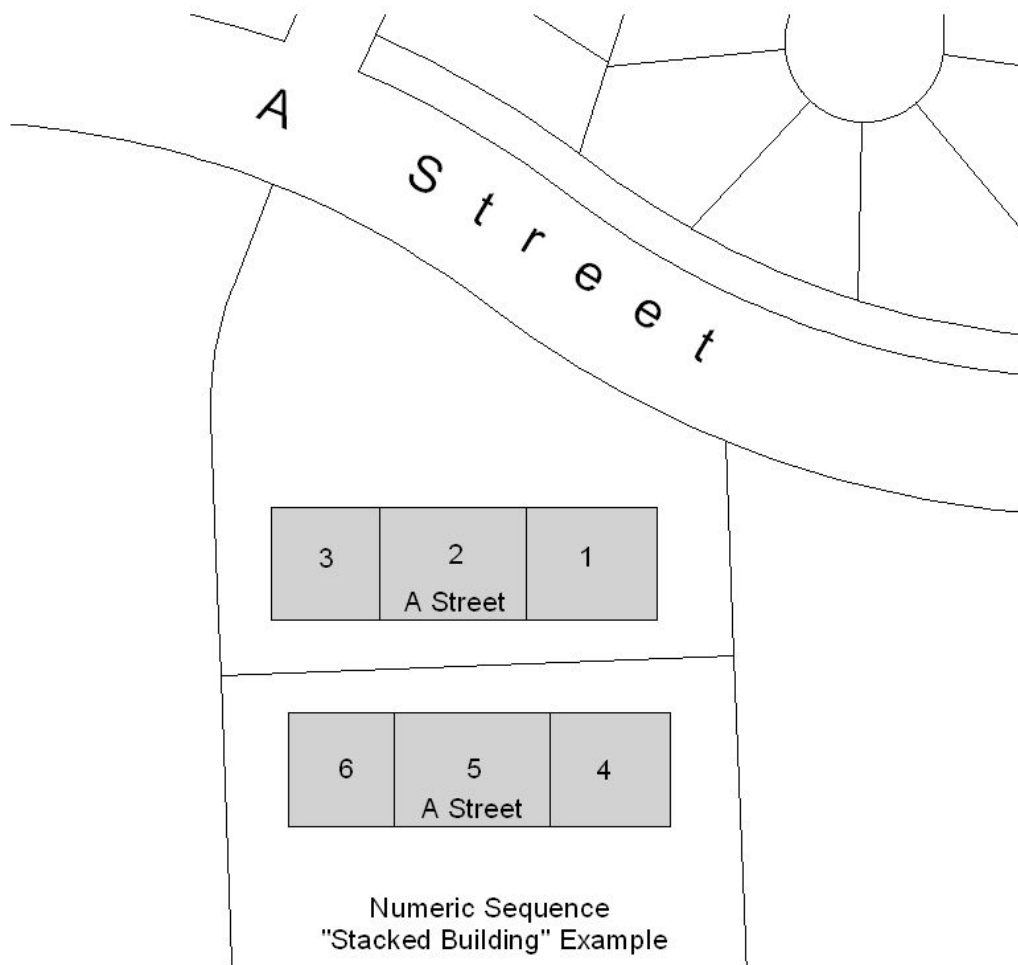 A Street
3 2 1
A Street
6 5 4
A Street
Numeric Sequence
"Stacked Building" Example